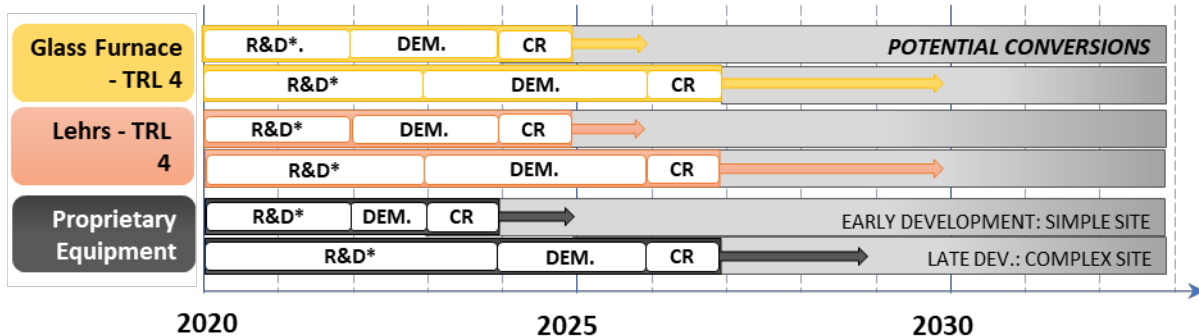 Glass Furnace
- TRL 4
R&D*. DEM. CR
POTENTIAL CONVERSIONS
R&D* DEM. CR
Lehrs - TRL
4
R&D* DEM. CR
R&D* DEM. CR
Proprietary
Equipment
R&D* DEM. CR
EARLY DEVELOPMENT: SIMPLE SITE
R&D* DEM. CR
LATE DEV.: COMPLEX SITE
2020 2025 2030